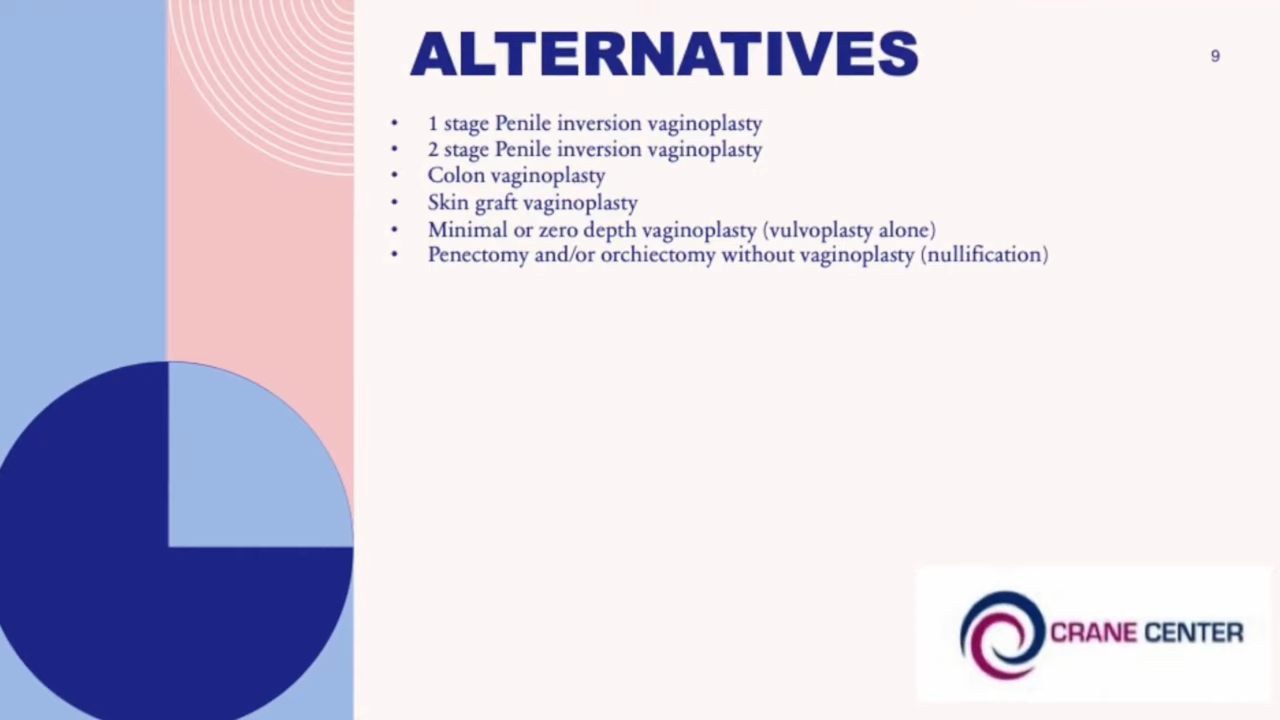 ALTERNATIVES
9
• 1 stage Penile inversion vaginoplasty
• 2 stage Penile inversion vaginoplasty
• Colon vaginoplasty
• Skin graft vaginoplasty
• Minimal or zero depth vaginoplasty (vulvoplasty alone)
• Penectomy and/or orchiectomy without vaginoplasty (nullification)
CRANE CENTER